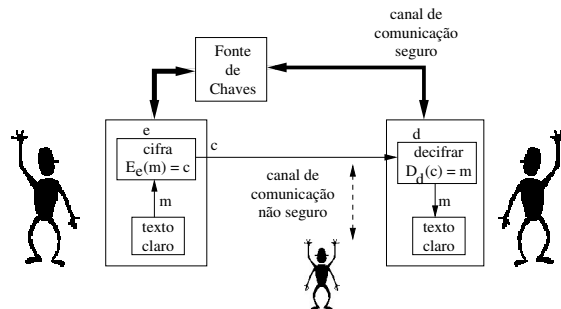 canal de
comunicação
seguro
Fonte
de
Chaves
e
cifra
E_e(m) = c
m
texto
claro
c
canal de
comunicação
não seguro
d
decifrar
D_d(c) = m
m
texto
claro